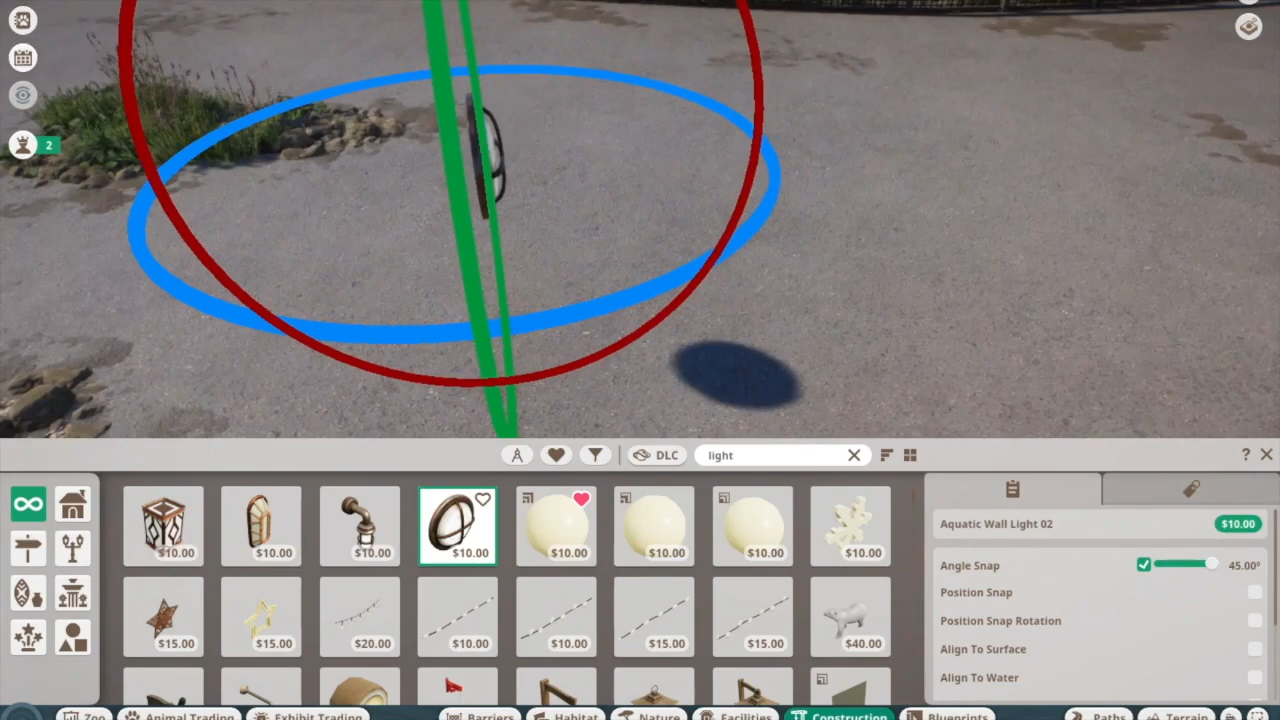 2
DLC
light
?
$10.00
$10.00
$10.00
$10.00
$10.00
$10.00
$10.00
$10.00
$15.00
$15.00
$20.00
$10.00
$10.00
$15.00
$15.00
$40.00
Aquatic Wall Light 02
$10.00
Angle Snap
45.00°
Position Snap
Position Snap Rotation
Align To Surface
Align To Water
Zoo
Animal Trading
Exhibit Trading
Barriers
Habitat
Nature
Facilities
Construction
Blueprints
Paths
Terrain